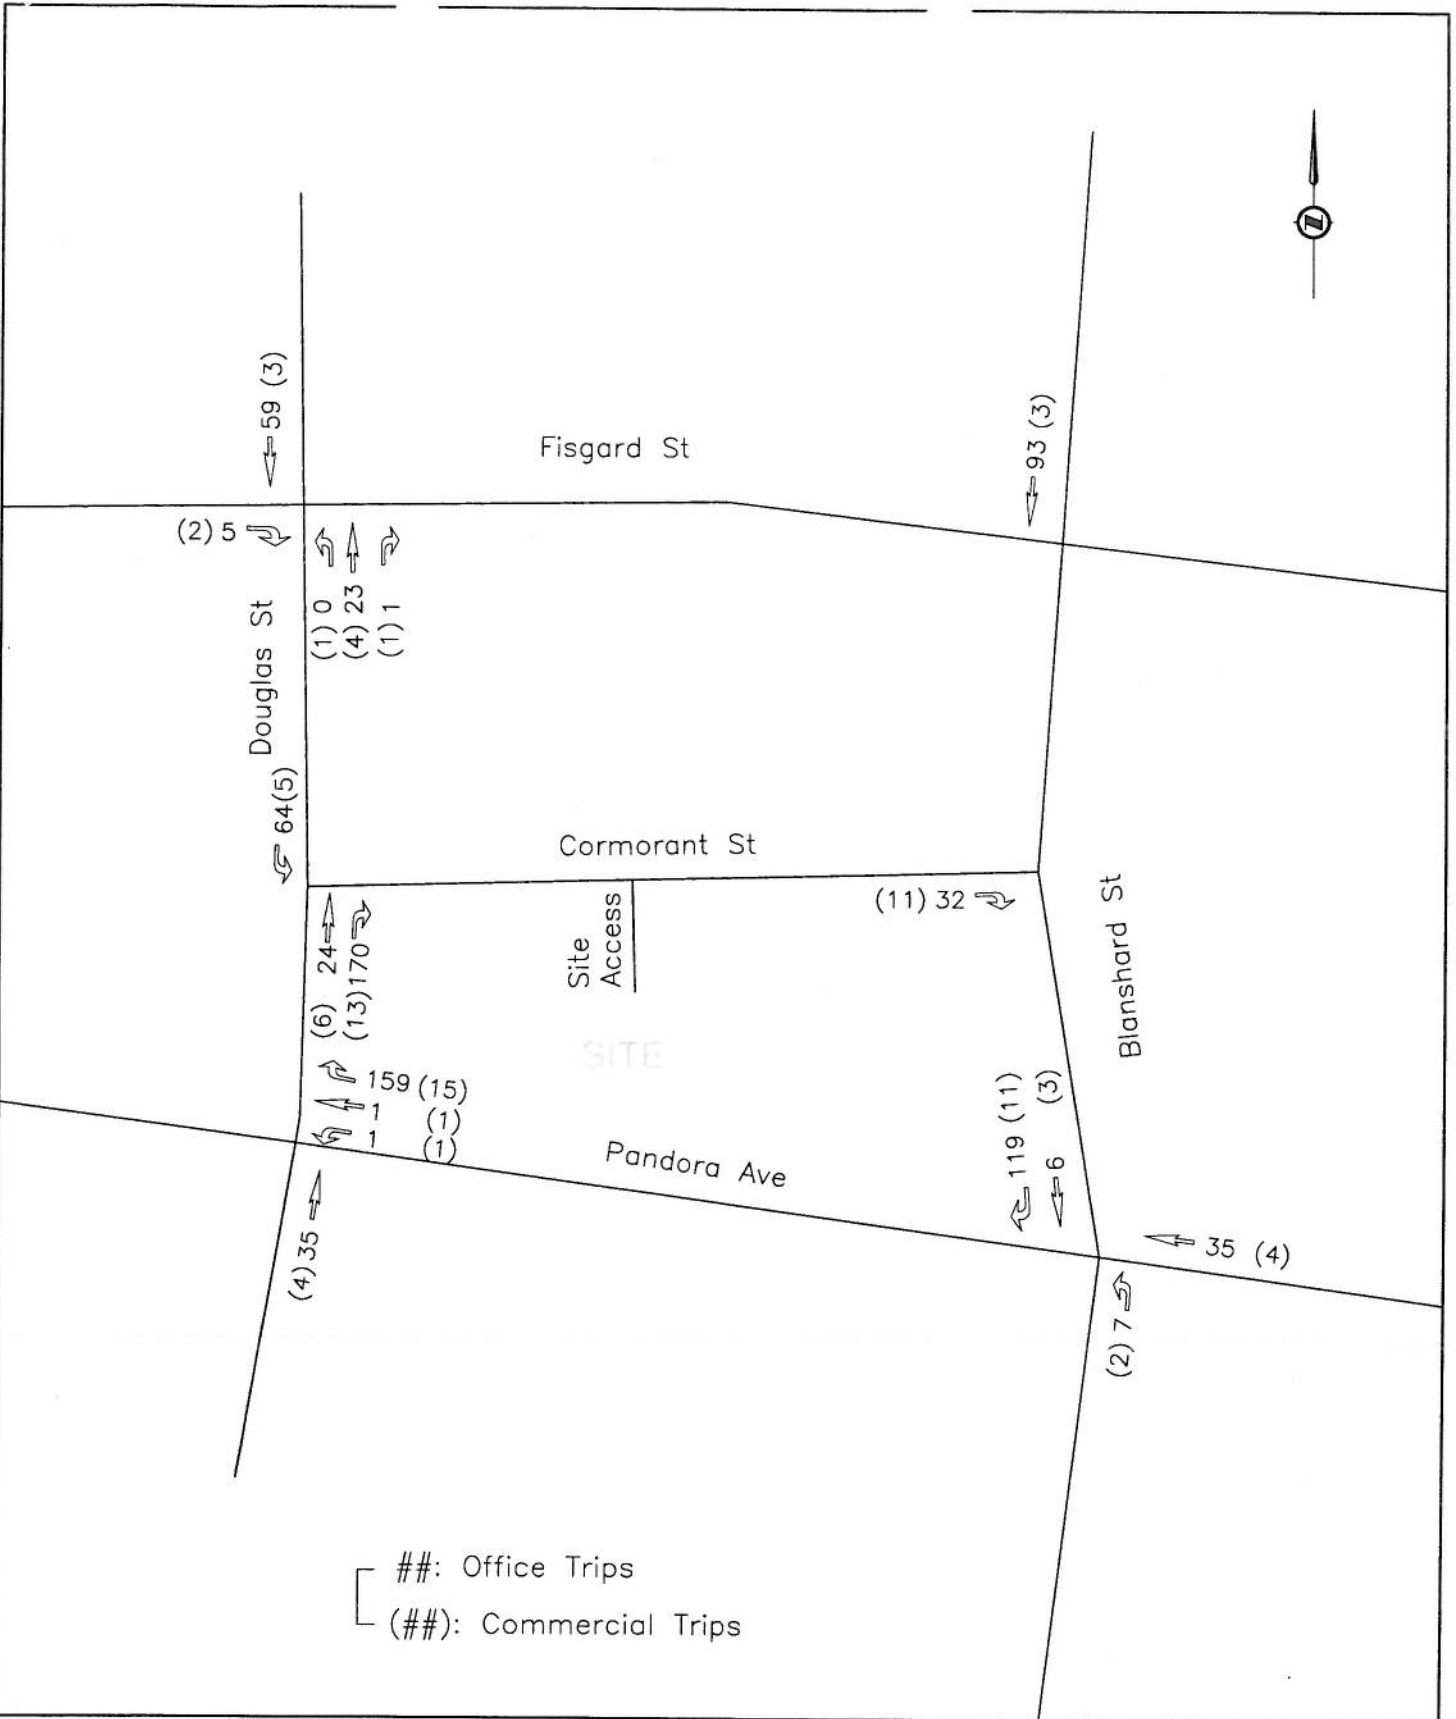 N
59 (3)
93 (3)
Fisgard St
(2) 5
(1) 0
(4) 23
(1) 1
Douglas St
64(5)
Cormorant St
(11) 32
Site
Access
(6) 24
(13)170
Blanshard St
SITE
159 (15)
1 (1)
1 (1)
Pandora Ave
119 (11)
6 (3)
(4) 35
35 (4)
(2) 7
##: Office Trips
(##): Commercial Trips